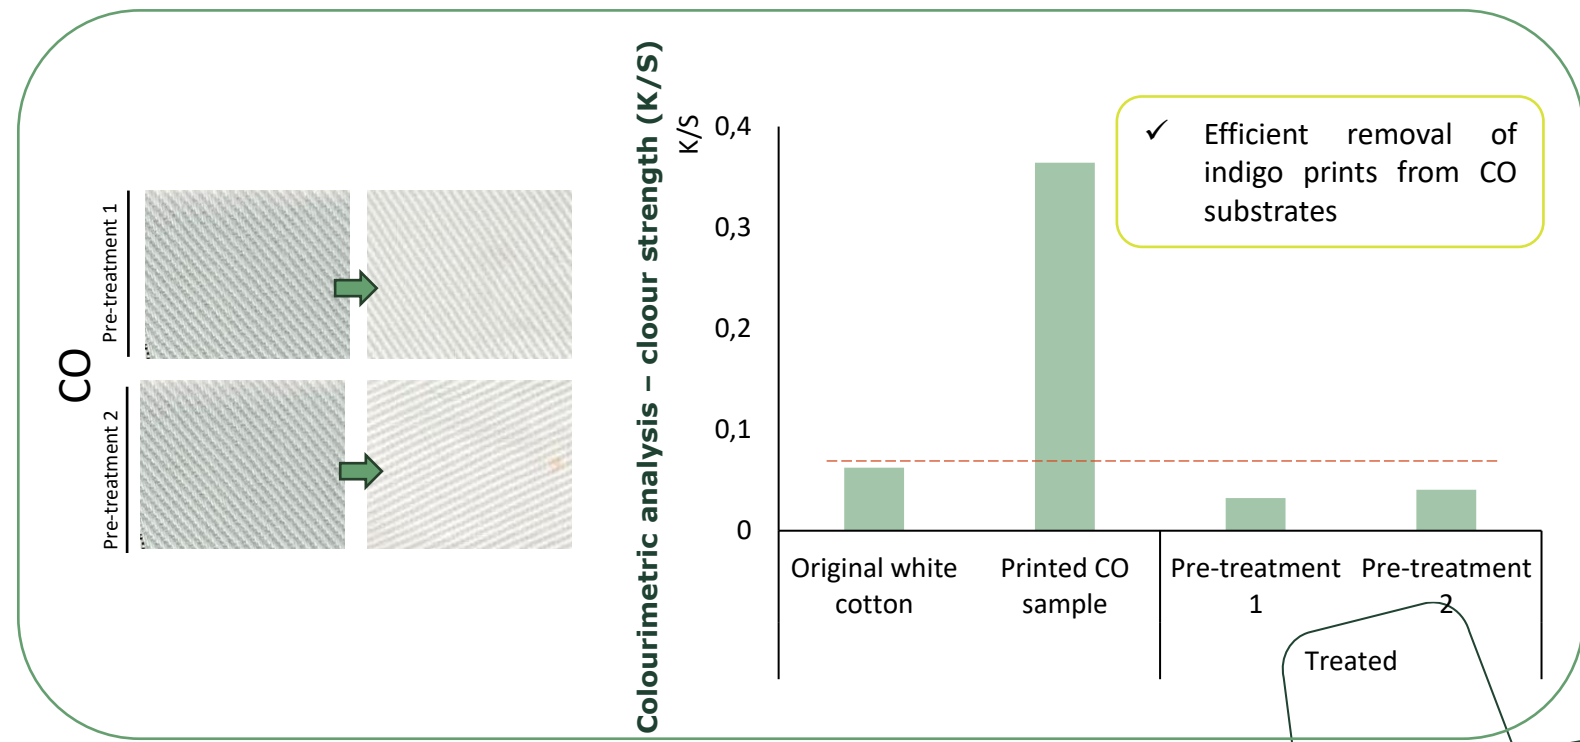 CO
Pre-treatment 1
Pre-treatment 2
Colourimetric analysis – cloour strength (K/S)
K/S
0,4
0,3
0,2
0,1
0
Original white
cotton
Printed CO
sample
Pre-treatment
1
Pre-treatment
2
Treated
✓ Efficient removal of
indigo prints from CO
substrates